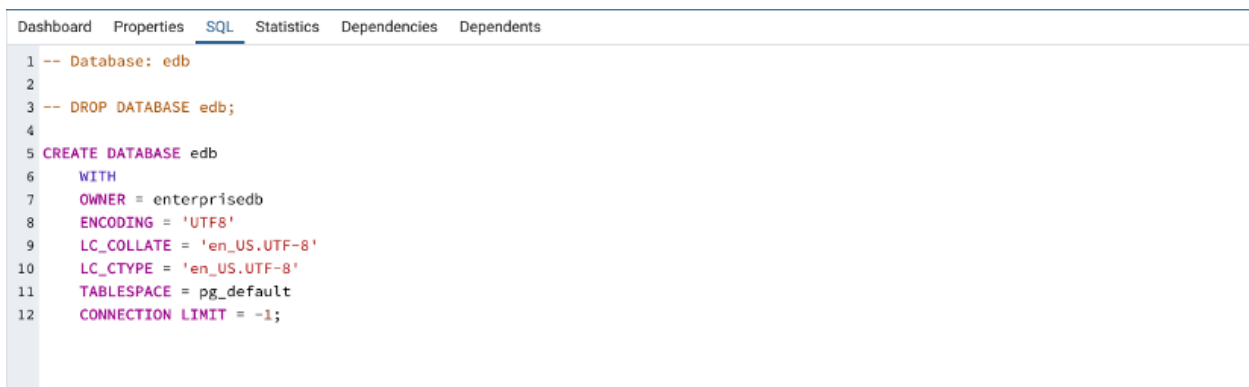 Dashboard Properties SQL Statistics Dependencies Dependents
1 -- Database: edb
2
3 -- DROP DATABASE edb;
4
5 CREATE DATABASE edb
6     WITH
7     OWNER = enterprisedb
8     ENCODING = 'UTF8'
9     LC_COLLATE = 'en_US.UTF-8'
10     LC_CTYPE = 'en_US.UTF-8'
11     TABLESPACE = pg_default
12     CONNECTION LIMIT = -1;